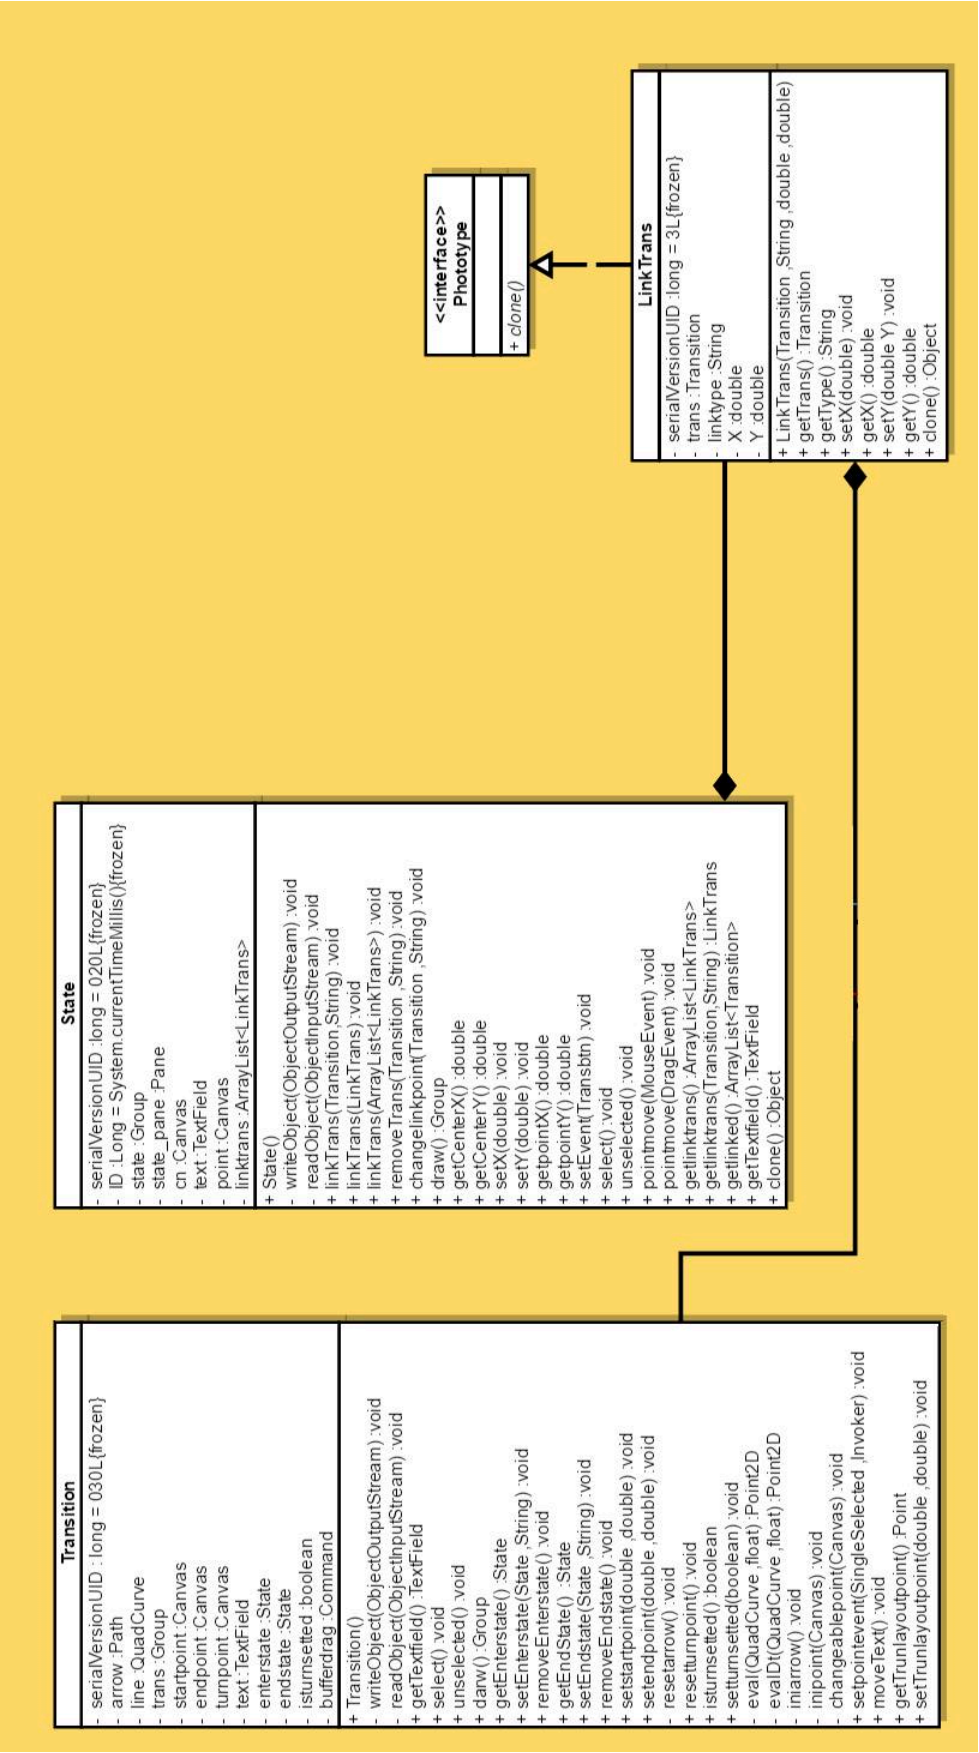 Transition
- serialVersionUID : long = 030L{frozen}
- arrow :Path
- line :QuadCurve
- trans :Group
- startpoint :Canvas
- endpoint :Canvas
- turnpoint :Canvas
- text :TextField
- enterstate :State
- endstate :State
- isturnsetted :boolean
- bufferdrag :Command
+ Transition()
- writeObject(ObjectOutputStream) :void
- readObject(ObjectInputStream) :void
+ getTextfield() :TextField
+ select() :void
+ unselected() :void
+ darw() :Group
+ getEnterstate() :State
+ setEnterstate(State ,String) :void
+ removeEnterstate() :void
+ getEndState() :State
+ setEndstate(State ,String) :void
+ removeEndstate() :void
+ setstartpoint(double ,double) :void
+ setendpoint(double ,double) :void
- resetarrow() :void
+ resetturnpoint() :void
+ isturnsetted() :boolean
+ setturnsetted(boolean) :void
- eval(QuadCurve ,float) :Point2D
- evalDt(QuadCurve ,float) :Point2D
- iniarrow() :void
- inipoint(Canvas) :void
- changeablepoint(Canvas) :void
+ setpointevent(SingleSelected ,Invoker) :void
+ moveText() :void
+ getTrunlayoutpoint() :Point
+ setTrunlayoutpoint(double ,double) :void
State
- serialVersionUID :long = 020L{frozen}
- ID :Long = System.currentTimeMillis(){frozen}
- state :Group
- state_pane :Pane
- cn :Canvas
- text :TextField
- point :Canvas
- linktrans :ArrayList<LinkTrans>
+ State()
- writeObject(ObjectOutputStream) :void
- readObject(ObjectInputStream) :void
+ linkTrans(Transition,String) :void
+ linkTrans(LinkTrans) :void
+ linkTrans(ArrayList<LinkTrans>) :void
+ removeTrans(Transition ,String) :void
+ changelinkpoint(Transition ,String) :void
+ draw() :Group
+ getCenterX() :double
+ getCenterY() :double
+ setX(double) :void
+ setY(double) :void
+ getpointX() :double
+ getpointY() :double
+ setEvent(Transbtn) :void
+ select() :void
+ unselected() :void
+ pointmove(MouseEvent) :void
+ pointmove(DragEvent) :void
+ getlinktrans() :ArrayList<LinkTrans>
+ getlinktrans(Transition,String) :LinkTrans
+ getlinked() :ArrayList<Transition>
+ getTextfield() :TextField
+ clone() :Object
<<interface>>
Phototype
+ clone()
LinkTrans
- serialVersionUID :long = 3L{frozen}
- trans :Transition
- linktype :String
- X :double
- Y :double
+ LinkTrans(Transition ,String ,double ,double)
+ getTrans() :Transition
+ getType() :String
+ setX(double) :void
+ getX() :double
+ setY(double Y) :void
+ getY() :double
+ clone() :Object